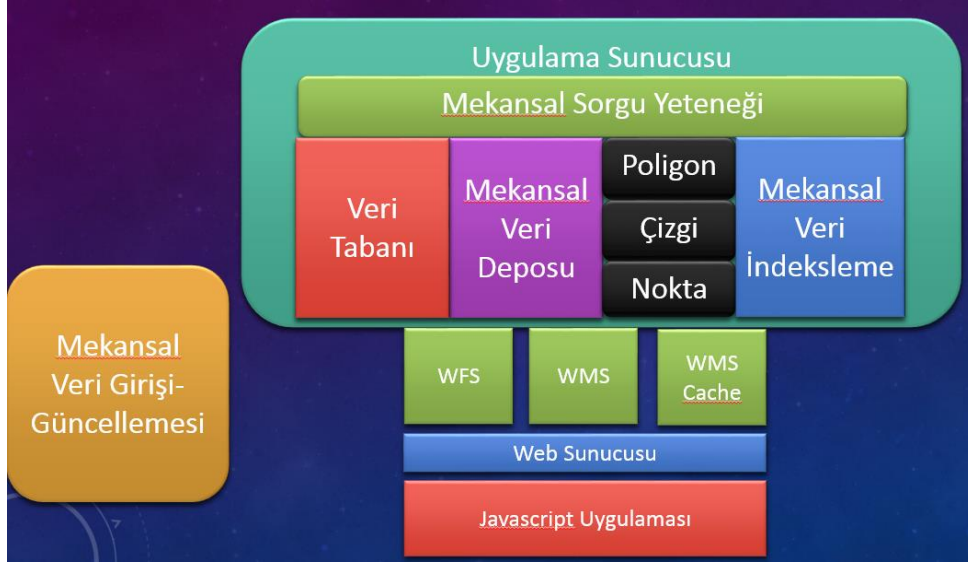 Uygulama Sunucusu
Mekansal Sorgu Yeteneği
Veri
Tabanı
Mekansal
Veri
Deposu
Poligon
Çizgi
Nokta
Mekansal
Veri
İndeksleme
Mekansal
Veri Girişi-
Güncellemesi
WFS
WMS
WMS
Cache
Web Sunucusu
Javascript Uygulaması